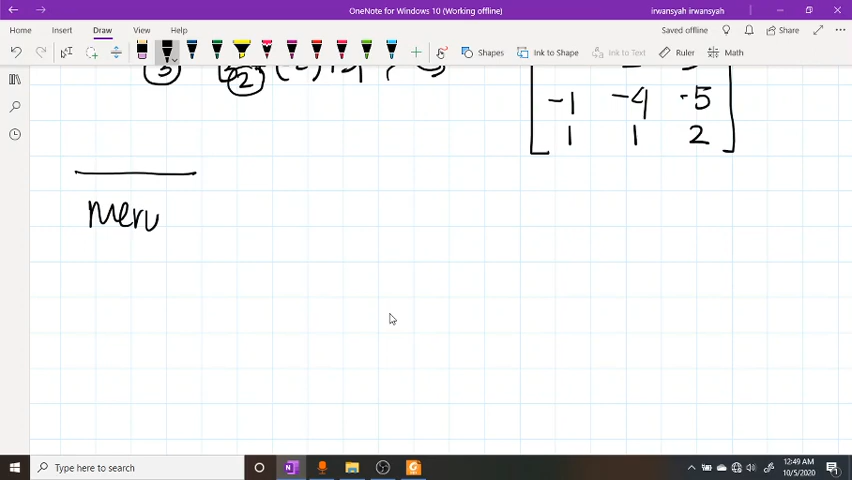 OneNote for Windows 10 (Working offline)
irwansyah irwansyah
Home Insert Draw View Help
Saved offline
Share
Shapes
Ink to Shape
Ink to Text
Ruler
Math
-1 -4 -5
1 1 2
meru
Type here to search
12:49 AM
10/5/2020